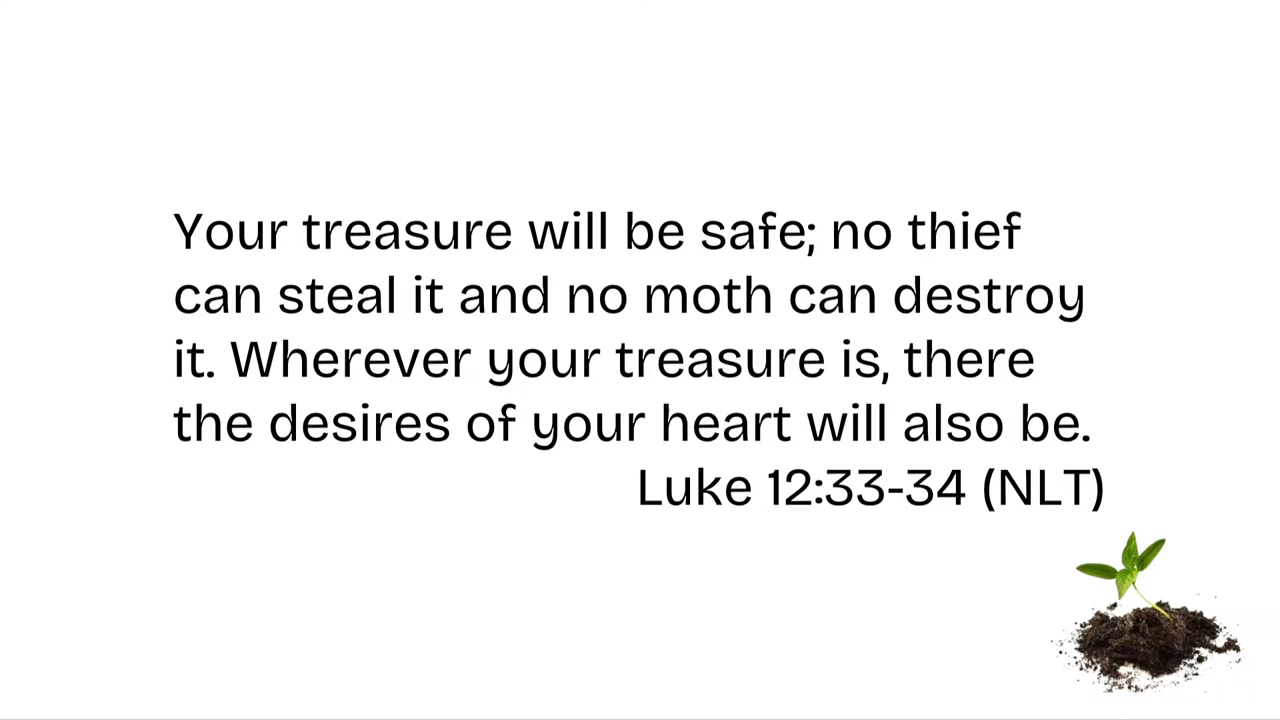 Your treasure will be safe; no thief
can steal it and no moth can destroy
it. Wherever your treasure is, there
the desires of your heart will also be.
Luke 12:33-34 (NLT)